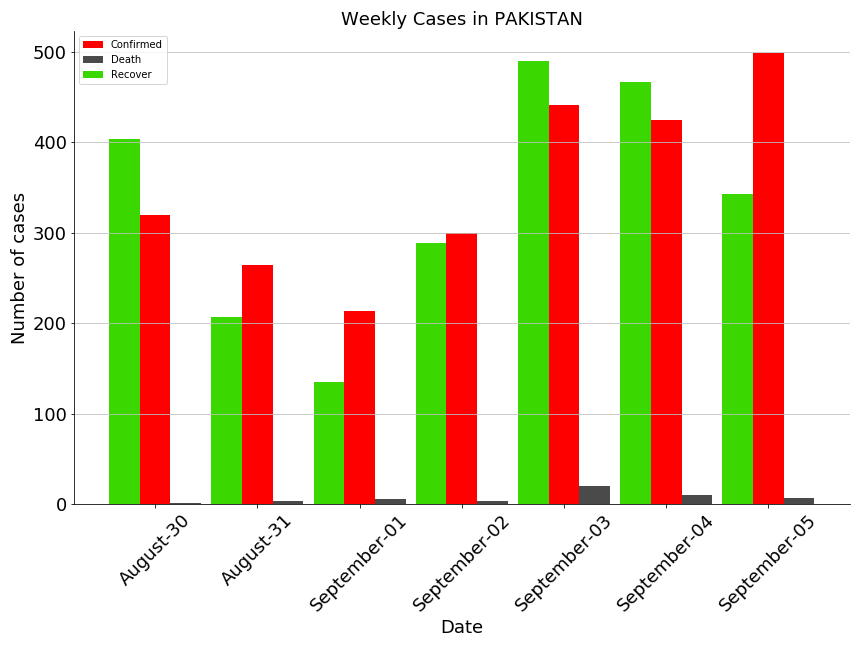 Weekly Cases in PAKISTAN
Confirmed
Death
Recover
Number of cases
500
400
300
200
100
0
August-30
August-31
September-01
September-02
September-03
September-04
September-05
Date